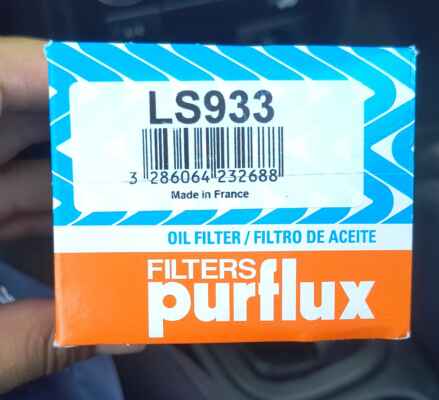 LS933
3 286064 232688
Made in France
OIL FILTER / FILTRO DE ACEITE
FILTERS
purflux